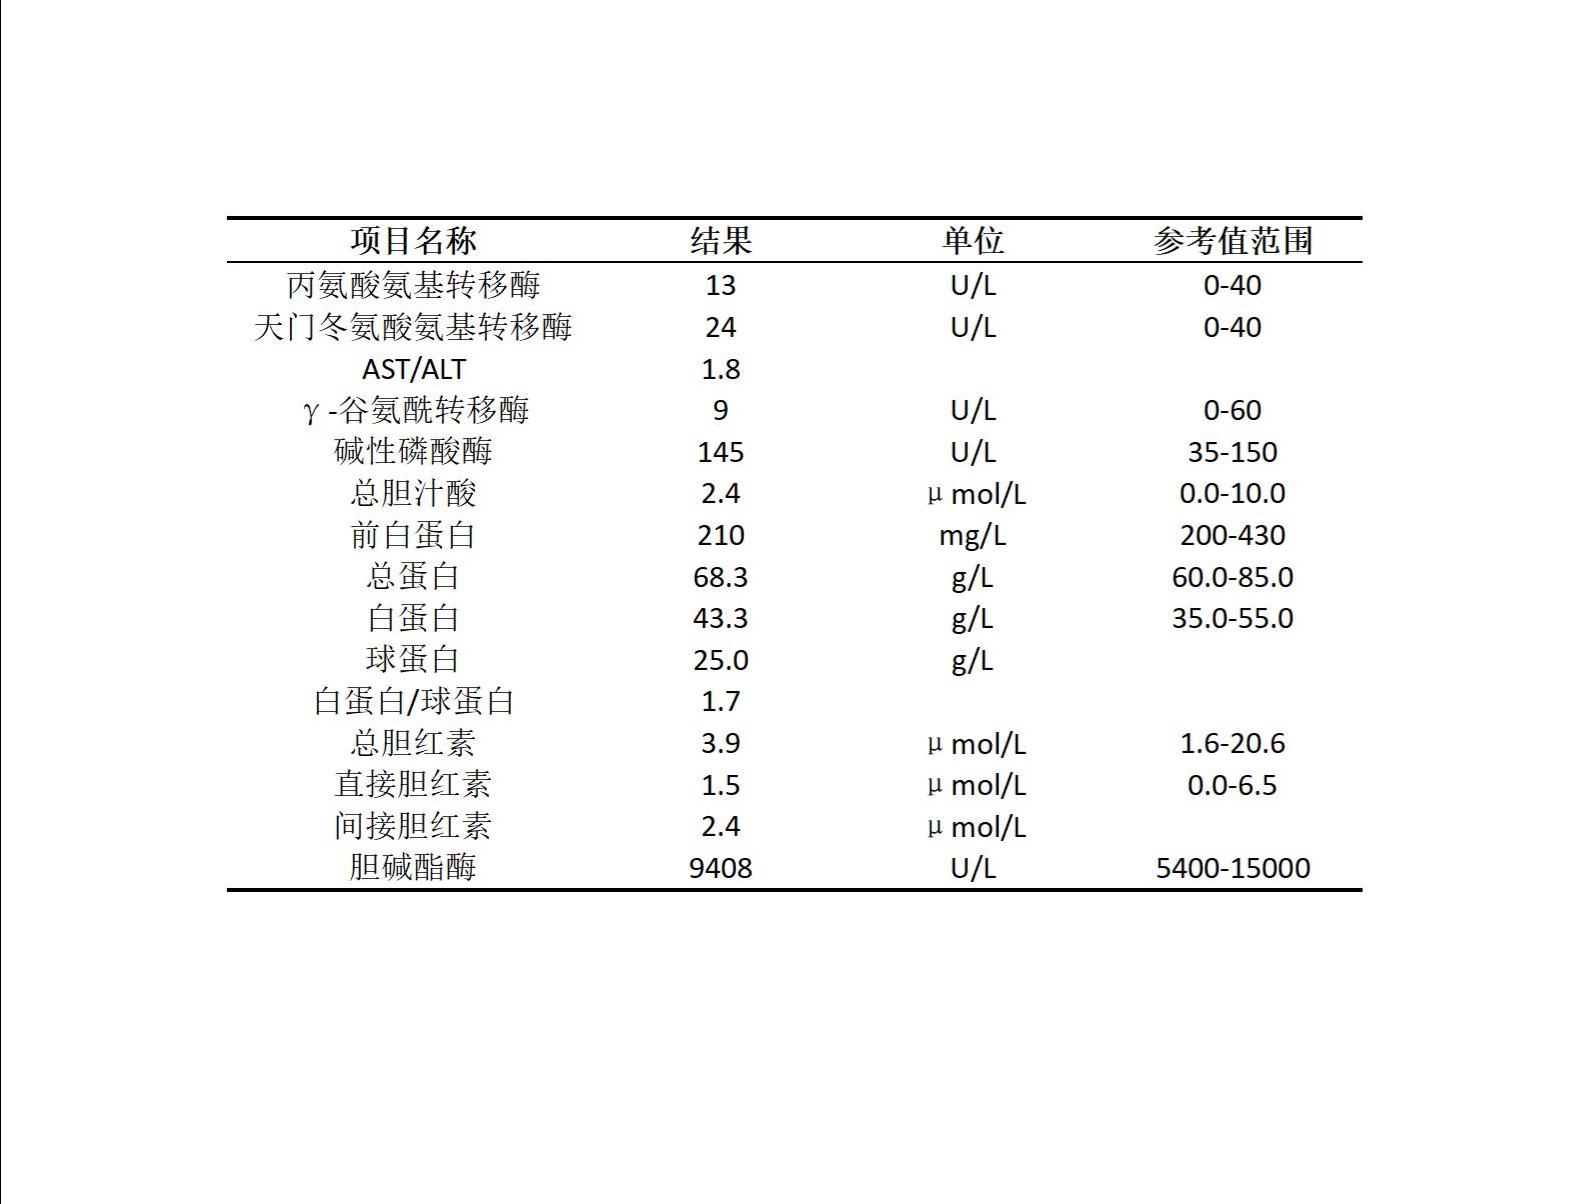 项目名称 结果 单位 参考值范围
丙氨酸氨基转移酶 13 U/L 0-40
天门冬氨酸氨基转移酶 24 U/L 0-40
AST/ALT 1.8
γ-谷氨酰转移酶 9 U/L 0-60
碱性磷酸酶 145 U/L 35-150
总胆汁酸 2.4 μmol/L 0.0-10.0
前白蛋白 210 mg/L 200-430
总蛋白 68.3 g/L 60.0-85.0
白蛋白 43.3 g/L 35.0-55.0
球蛋白 25.0 g/L
白蛋白/球蛋白 1.7
总胆红素 3.9 μmol/L 1.6-20.6
直接胆红素 1.5 μmol/L 0.0-6.5
间接胆红素 2.4 μmol/L
胆碱酯酶 9408 U/L 5400-15000